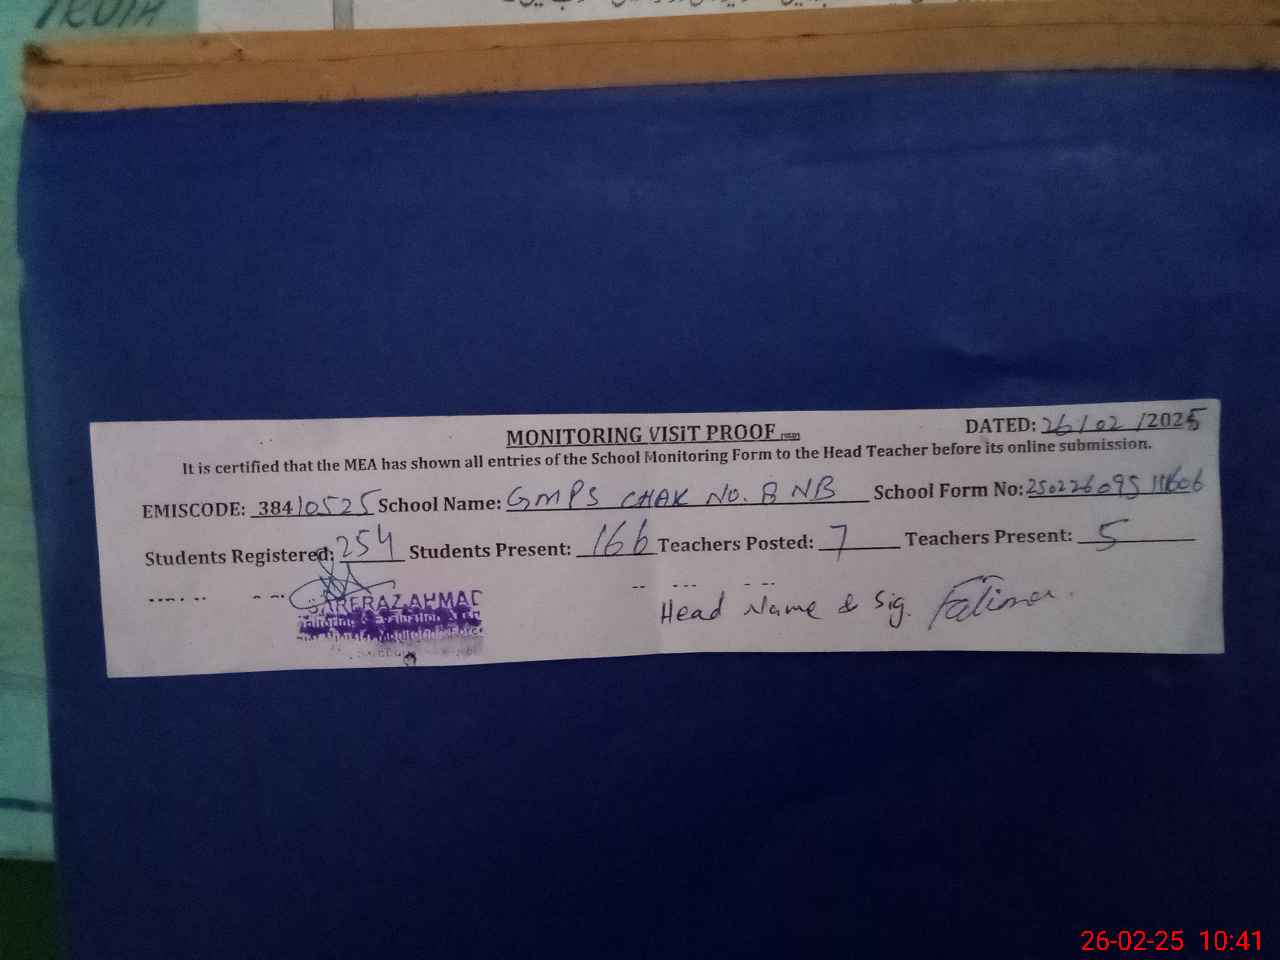 MONITORING VISIT PROOF
DATED: 26/02/2025
It is certified that the MEA has shown all entries of the School Monitoring Form to the Head Teacher before its online submission.
EMISCODE: 38410525 School Name: GMPS CHAK No. 8 NB School Form No:
Students Registered: 254 Students Present: 166 Teachers Posted: 7 Teachers Present: 5
Head Name & Sig. Fatima
SARFRAZ AHMAD
26-02-25 10:41